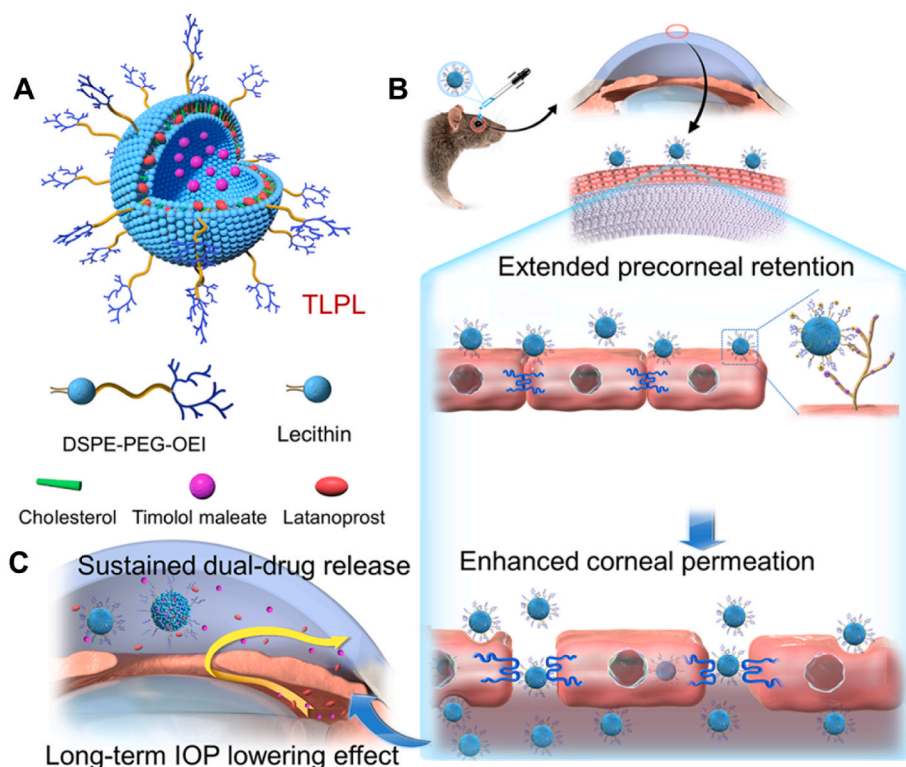 A
TLPL
DSPE-PEG-OEI
Lecithin
Cholesterol
Timolol maleate
Latanoprost
B
Extended precorneal retention
Enhanced corneal permeation
C
Sustained dual-drug release
Long-term IOP lowering effect